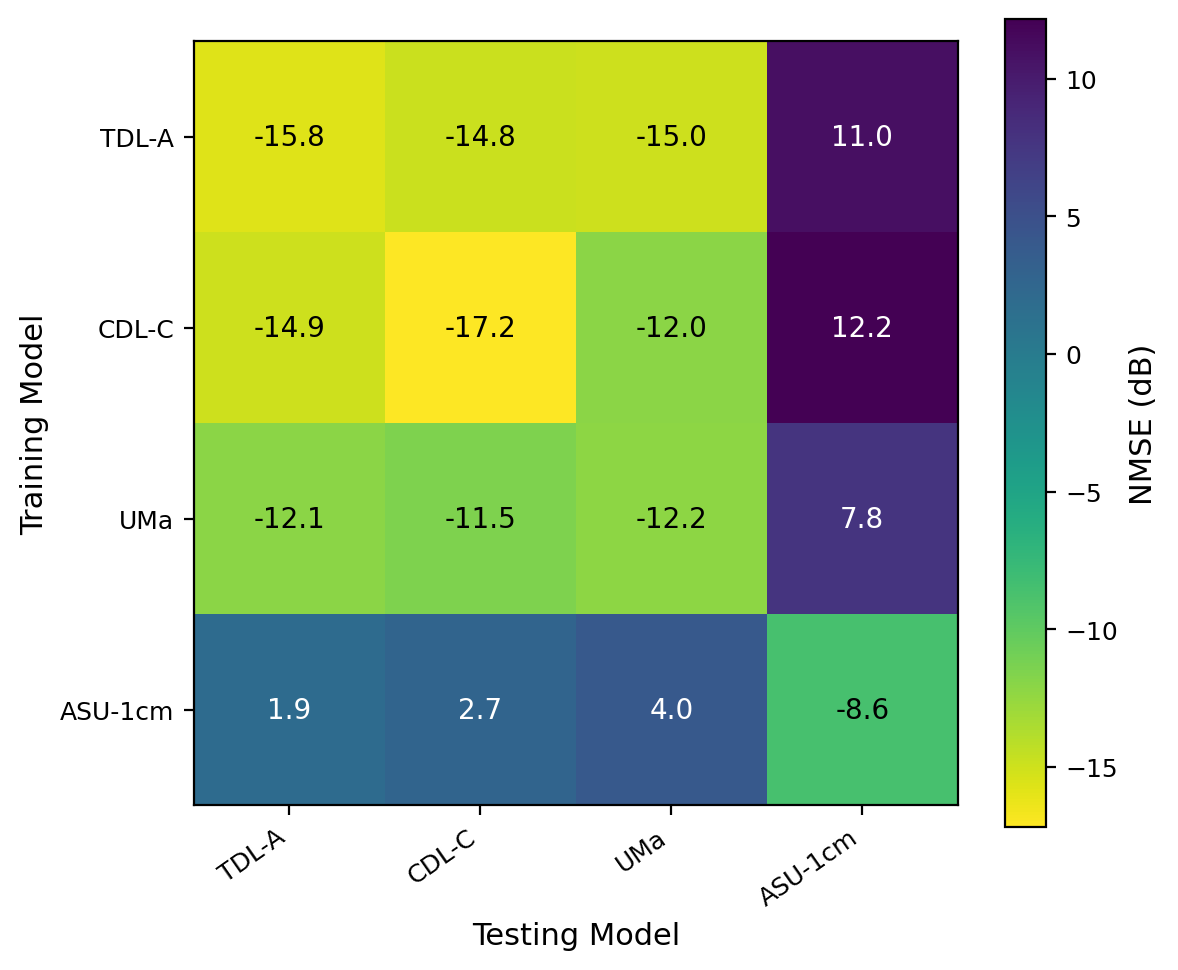 Training Model
TDL-A
-15.8 -14.8 -15.0 11.0
CDL-C
-14.9 -17.2 -12.0 12.2
UMa
-12.1 -11.5 -12.2 7.8
ASU-1cm
1.9 2.7 4.0 -8.6
TDL-A CDL-C UMa ASU-1cm
Testing Model
10
5
0
−5
−10
−15
NMSE (dB)